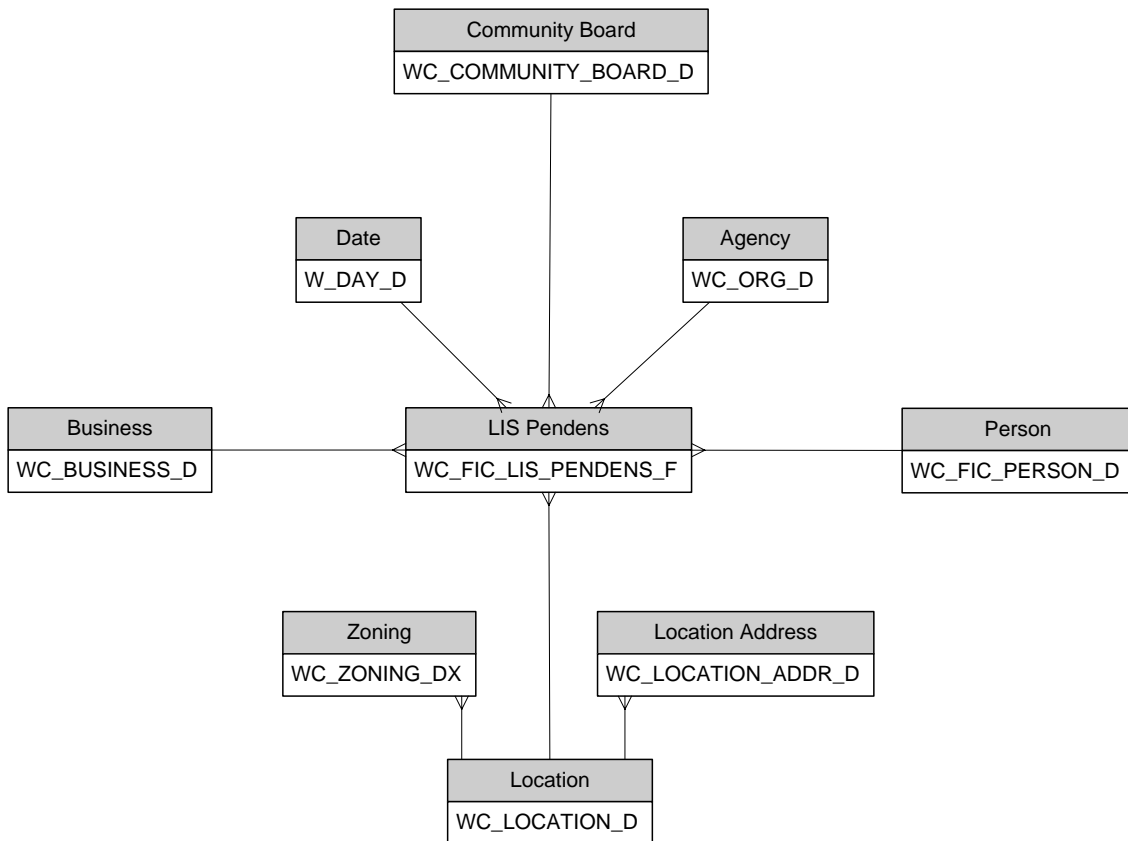 Community Board
WC_COMMUNITY_BOARD_D
Date
W_DAY_D
Agency
WC_ORG_D
Business
WC_BUSINESS_D
LIS Pendens
WC_FIC_LIS_PENDENS_F
Person
WC_FIC_PERSON_D
Zoning
WC_ZONING_DX
Location Address
WC_LOCATION_ADDR_D
Location
WC_LOCATION_D